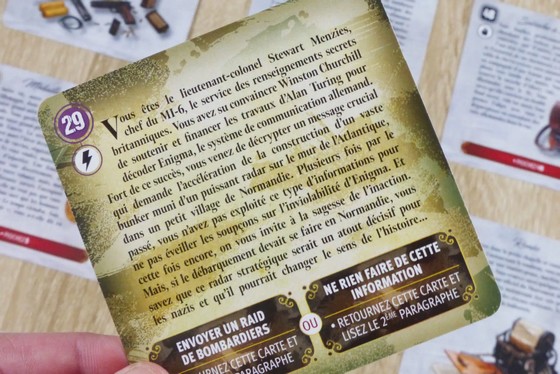 29
Vous êtes le lieutenant-colonel Stewart Menzies,
chef du MI-6, le service des renseignements secrets
britanniques. Vous avez su convaincre Winston Churchill
de soutenir et financer les travaux d'Alan Turing pour
décoder Enigma, le système de communication allemand.
Fort de ce succès, vous venez de décrypter un message crucial
qui demande l'accélération de la construction d'un vaste
bunker muni d'un puissant radar sur le mur de l'Atlantique,
dans un petit village de Normandie. Plusieurs fois par le
passé, vous n'avez pas exploité ce type d'informations pour
ne pas éveiller les soupçons sur l'inviolabilité d'Enigma. Et
cette fois encore, on vous invite à la sagesse de l'inaction.
Mais, si le débarquement devait se faire en Normandie, vous
savez que ce radar stratégique serait un atout décisif pour
les nazis et qu'il pourrait changer le sens de l'histoire...
ENVOYER UN RAID
DE BOMBARDIERS
CETTE CARTE ET
PARAGRAPHE
OU
NE RIEN FAIRE DE CETTE
INFORMATION
• RETOURNEZ CETTE CARTE ET
LISEZ LE 2ÈME PARAGRAPHE